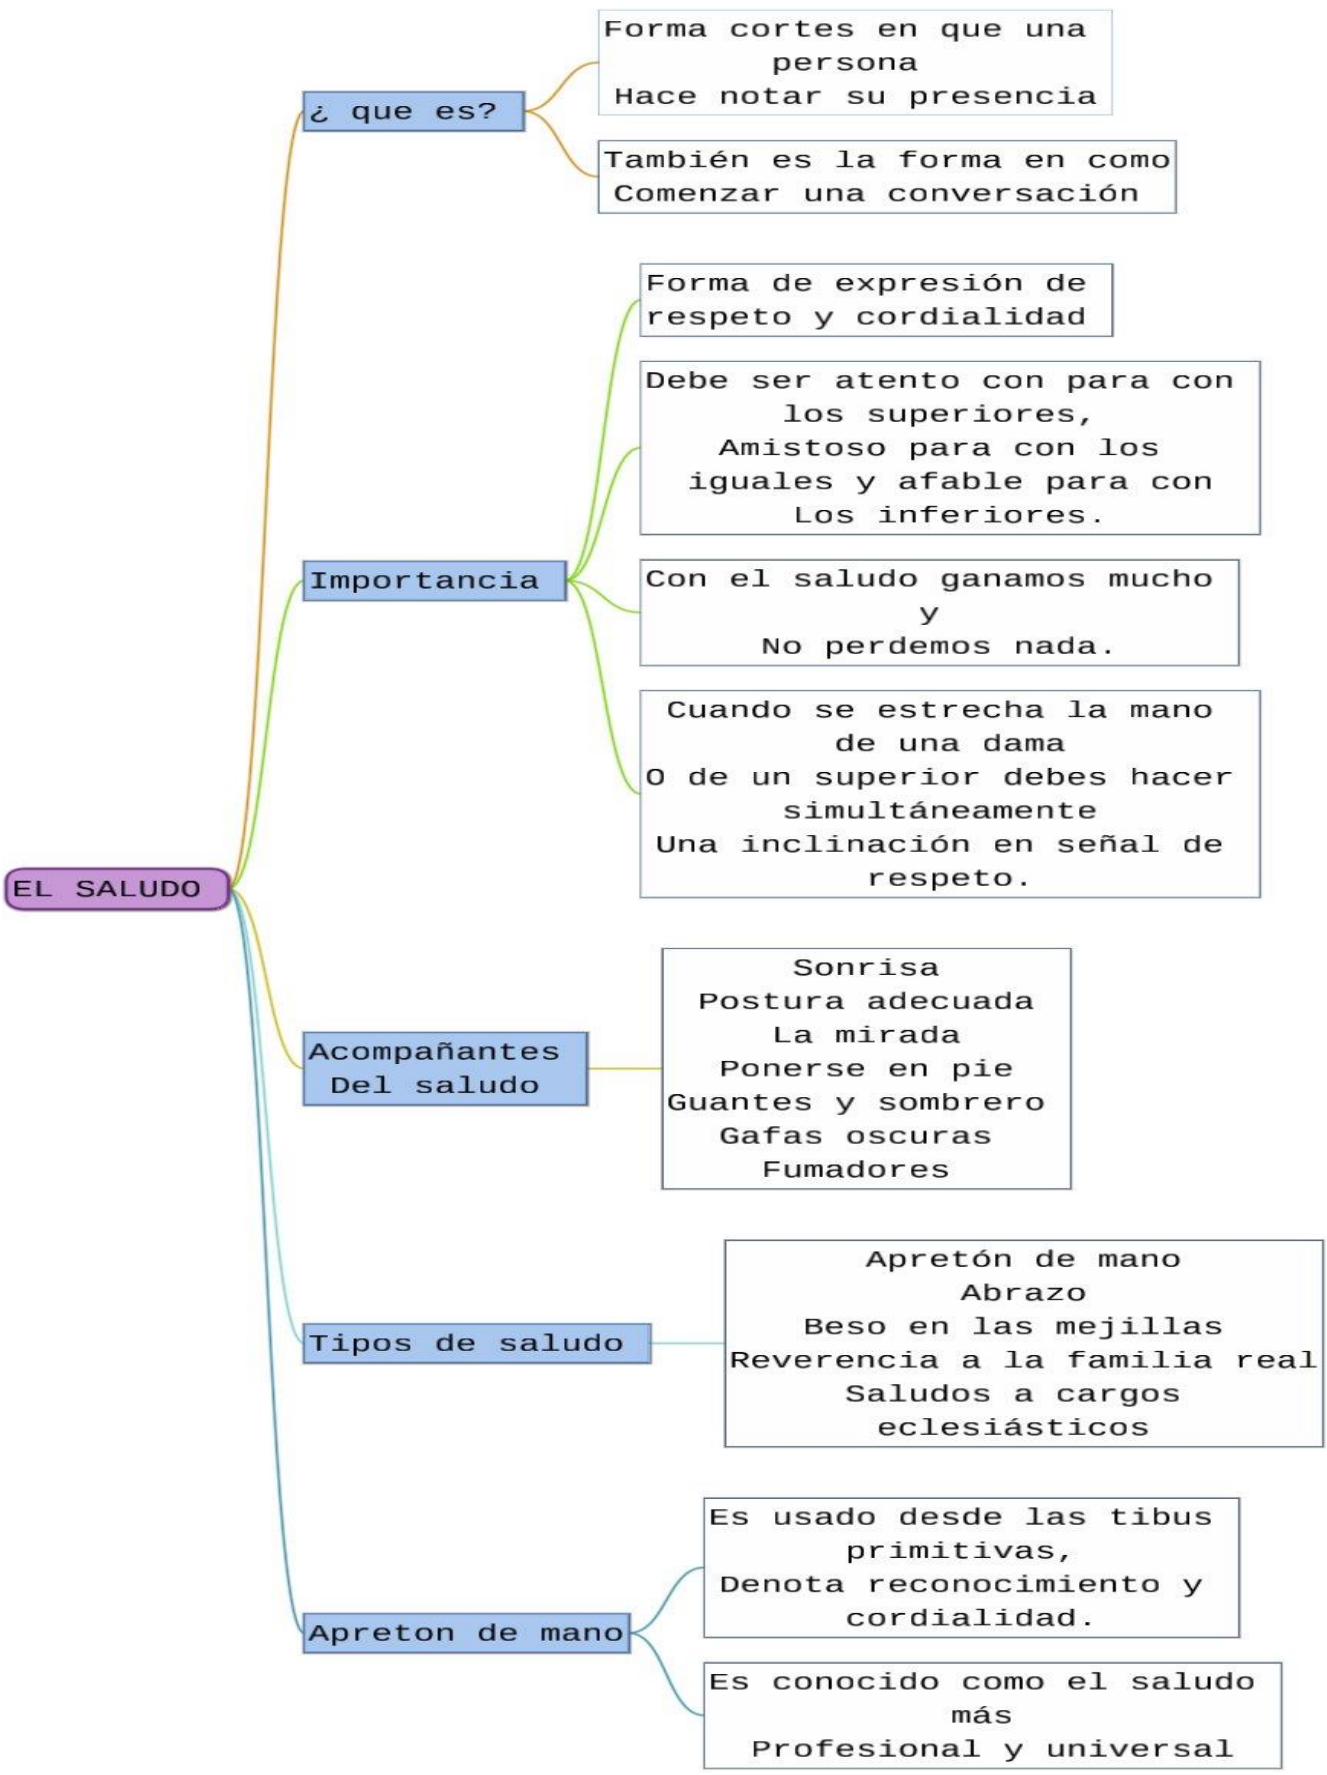 Forma cortes en que una
persona
Hace notar su presencia
¿ que es?
También es la forma en como
Comenzar una conversación
Forma de expresión de
respeto y cordialidad
Debe ser atento con para con
los superiores,
Amistoso para con los
iguales y afable para con
Los inferiores.
Importancia
Con el saludo ganamos mucho
y
No perdemos nada.
Cuando se estrecha la mano
de una dama
O de un superior debes hacer
simultáneamente
Una inclinación en señal de
respeto.
EL SALUDO
Acompañantes
Del saludo
Sonrisa
Postura adecuada
La mirada
Ponerse en pie
Guantes y sombrero
Gafas oscuras
Fumadores
Tipos de saludo
Apretón de mano
Abrazo
Beso en las mejillas
Reverencia a la familia real
Saludos a cargos
eclesiásticos
Apreton de mano
Es usado desde las tibus
primitivas,
Denota reconocimiento y
cordialidad.
Es conocido como el saludo
más
Profesional y universal